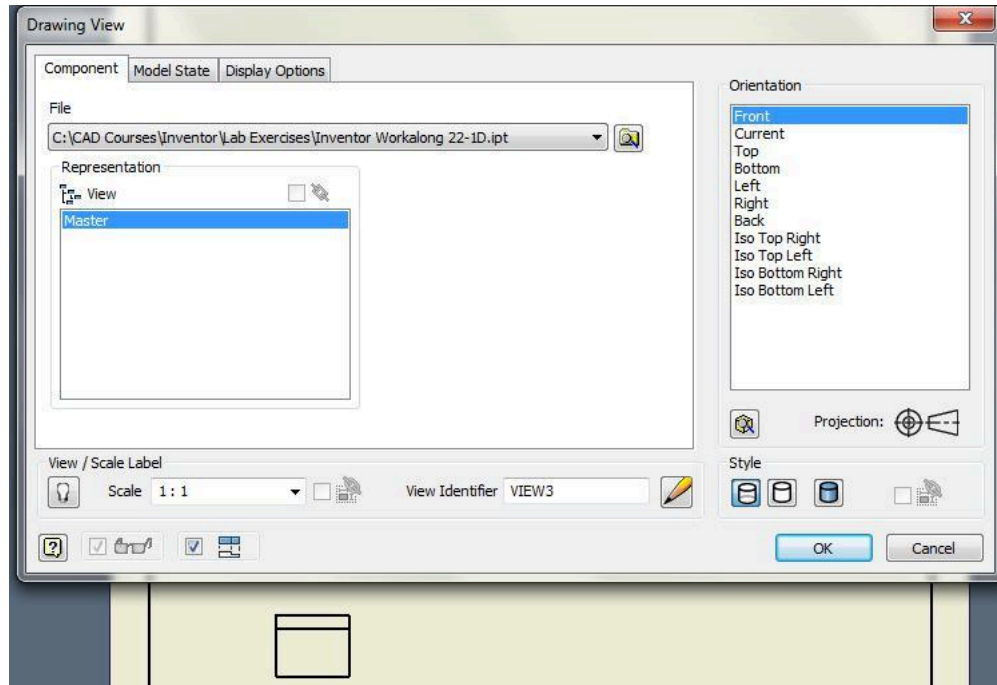 Drawing View
Component Model State Display Options
File
C:\CAD Courses\Inventor\Lab Exercises\Inventor Workalong 22-1D.ipt
Representation
View
Master
Orientation
Front
Current
Top
Bottom
Left
Right
Back
Iso Top Right
Iso Top Left
Iso Bottom Right
Iso Bottom Left
Projection:
View / Scale Label
Scale 1 : 1 View Identifier VIEW3
Style
OK Cancel